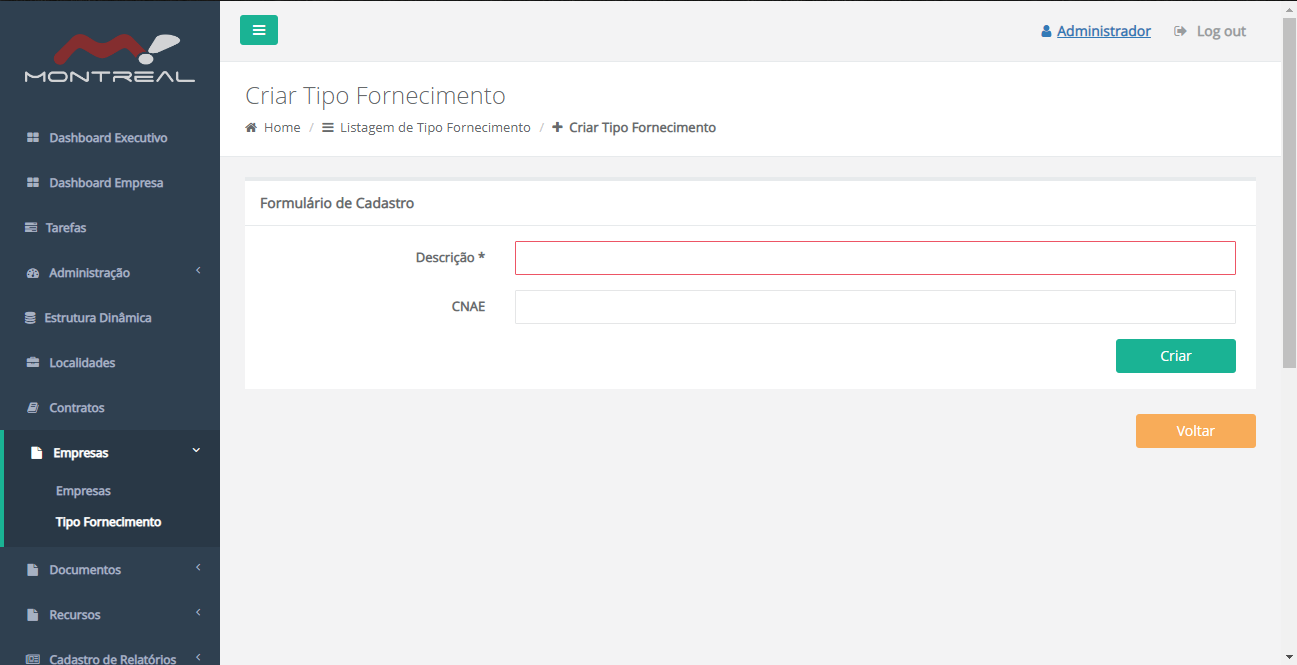 Administrador
Log out
MONTREAL
Criar Tipo Fornecimento
Home / Listagem de Tipo Fornecimento / Criar Tipo Fornecimento
Dashboard Executivo
Dashboard Empresa
Tarefas
Administração
Estrutura Dinâmica
Localidades
Contratos
Empresas
Empresas
Tipo Fornecimento
Documentos
Recursos
Cadastro de Relatórios
Formulário de Cadastro
Descrição *
CNAE
Criar
Voltar